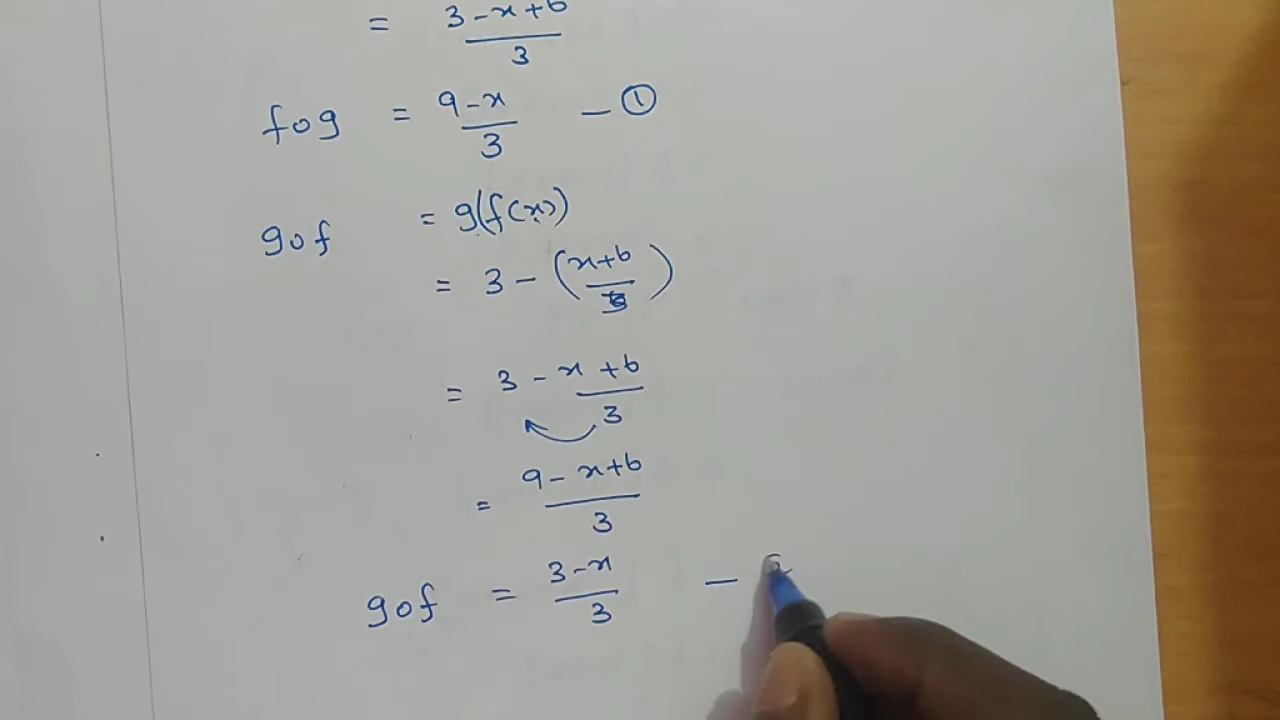 = 3-x+6/3
fog = 9-x/3 - ①
gof = g(f(x))
= 3 - (x+6/3)
= 3 - x+6/3
= 9-x+6/3
gof = 3-x/3 -